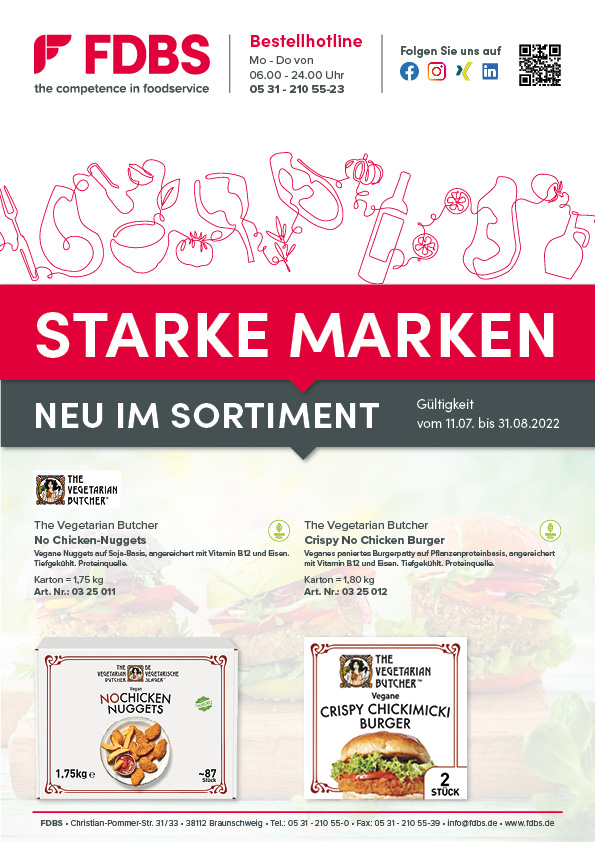 FDBS
the competence in foodservice
Bestellhotline
Mo - Do von
06.00 - 24.00 Uhr
05 31 - 210 55-23
Folgen Sie uns auf
STARKE MARKEN
NEU IM SORTIMENT
Gültigkeit
vom 11.07. bis 31.08.2022
THE
VEGETARIAN
BUTCHER™
The Vegetarian Butcher
No Chicken-Nuggets
Vegane Nuggets auf Soja-Basis, angereichert mit Vitamin B12 und Eisen.
Tiefgekühlt. Proteinquelle.
Karton = 1,75 kg
Art. Nr.: 03 25 011
The Vegetarian Butcher
Crispy No Chicken Burger
Veganes paniertes Burgerpatty auf Pflanzenproteinbasis, angereichert
mit Vitamin B12 und Eisen. Tiefgekühlt. Proteinquelle.
Karton = 1,80 kg
Art. Nr.: 03 25 012
THE VEGETARIAN BUTCHER
DE VEGETARISCHE SLAGER™
Vegan
NOCHICKEN
NUGGETS
1.75kg e
~87
Stück
THE
VEGETARIAN
BUTCHER™
Vegane
CRISPY CHICKIMICKI
BURGER
2
STÜCK
FDBS • Christian-Pommer-Str. 31/33 • 38112 Braunschweig • Tel.: 05 31 - 210 55-0 • Fax: 05 31 - 210 55-39 • info@fdbs.de • www.fdbs.de